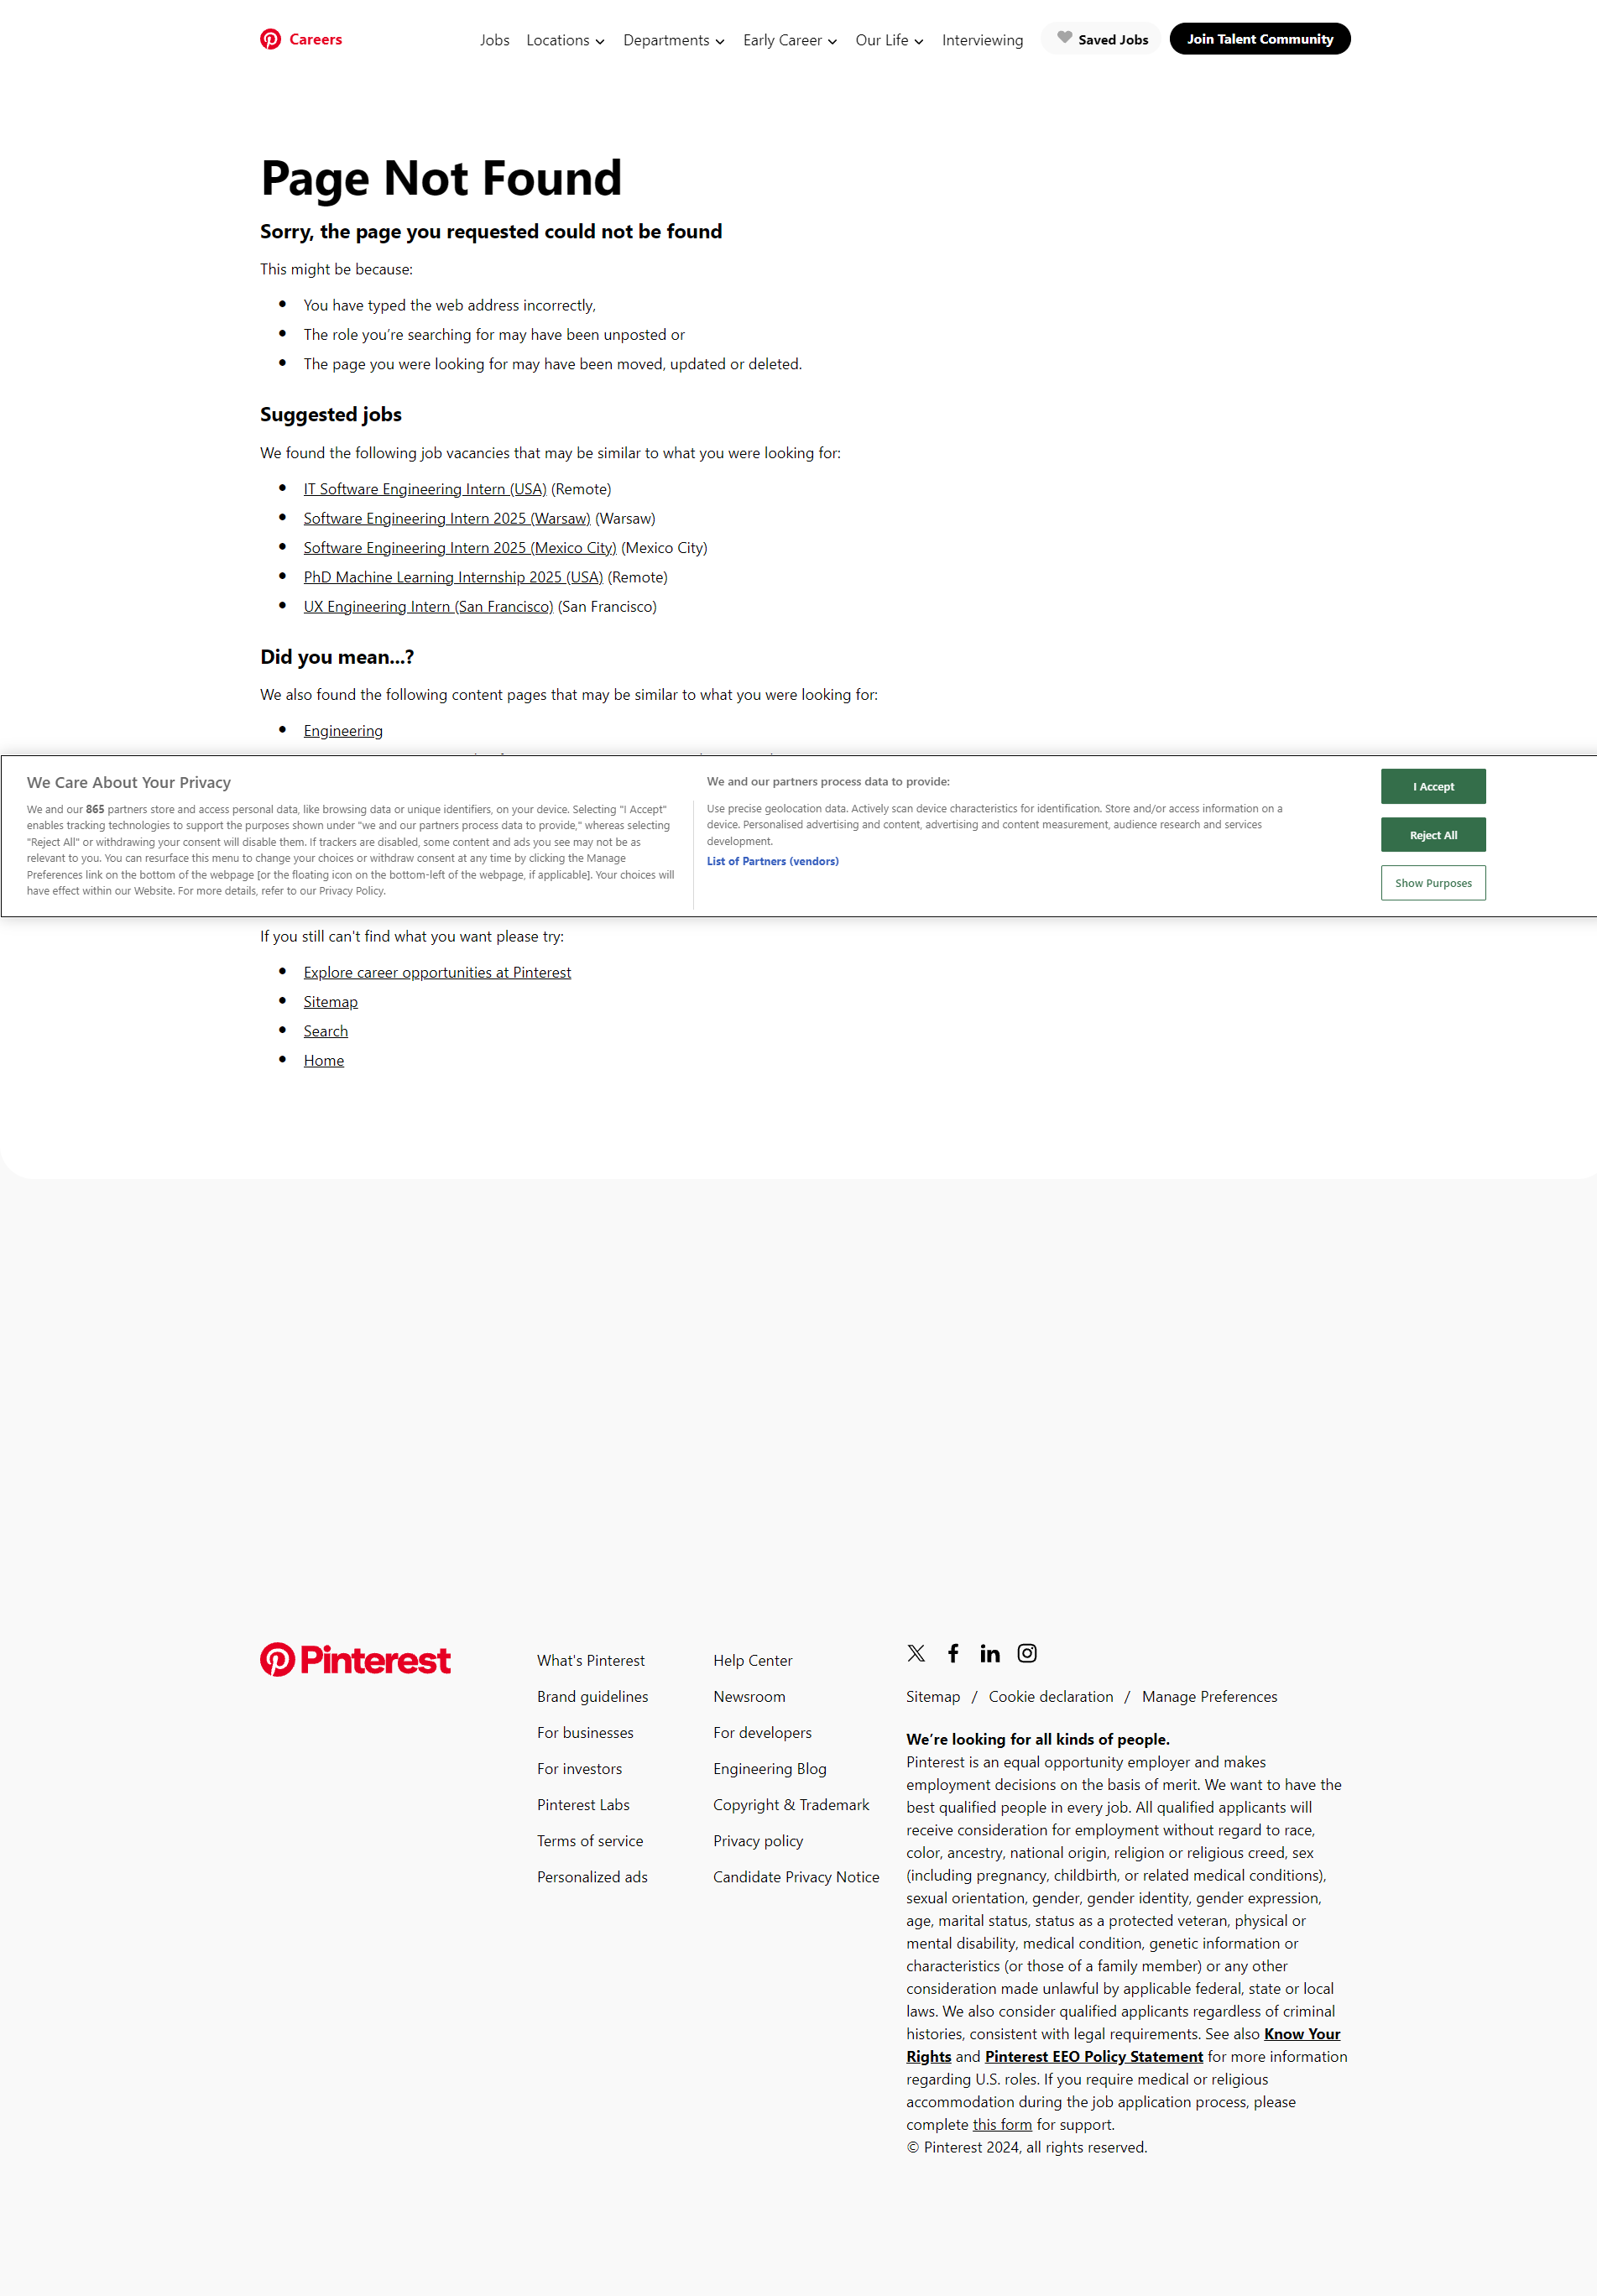 Careers
Jobs
Locations
Departments
Early Career
Our Life
Interviewing
Saved Jobs
Join Talent Community
Page Not Found
Sorry, the page you requested could not be found
This might be because:
You have typed the web address incorrectly,
The role you’re searching for may have been unposted or
The page you were looking for may have been moved, updated or deleted.
Suggested jobs
We found the following job vacancies that may be similar to what you were looking for:
IT Software Engineering Intern (USA) (Remote)
Software Engineering Intern 2025 (Warsaw) (Warsaw)
Software Engineering Intern 2025 (Mexico City) (Mexico City)
PhD Machine Learning Internship 2025 (USA) (Remote)
UX Engineering Intern (San Francisco) (San Francisco)
Did you mean...?
We also found the following content pages that may be similar to what you were looking for:
Engineering
We Care About Your Privacy
We and our 865 partners store and access personal data, like browsing data or unique identifiers, on your device. Selecting "I Accept"
enables tracking technologies to support the purposes shown under "we and our partners process data to provide," whereas selecting
"Reject All" or withdrawing your consent will disable them. If trackers are disabled, some content and ads you see may not be as
relevant to you. You can resurface this menu to change your choices or withdraw consent at any time by clicking the Manage
Preferences link on the bottom of the webpage [or the floating icon on the bottom-left of the webpage, if applicable]. Your choices will
have effect within our Website. For more details, refer to our Privacy Policy.
We and our partners process data to provide:
Use precise geolocation data. Actively scan device characteristics for identification. Store and/or access information on a
device. Personalised advertising and content, advertising and content measurement, audience research and services
development.
List of Partners (vendors)
I Accept
Reject All
Show Purposes
If you still can't find what you want please try:
Explore career opportunities at Pinterest
Sitemap
Search
Home
Pinterest
What's Pinterest
Brand guidelines
For businesses
For investors
Pinterest Labs
Terms of service
Personalized ads
Help Center
Newsroom
For developers
Engineering Blog
Copyright & Trademark
Privacy policy
Candidate Privacy Notice
Sitemap / Cookie declaration / Manage Preferences
We’re looking for all kinds of people.
Pinterest is an equal opportunity employer and makes
employment decisions on the basis of merit. We want to have the
best qualified people in every job. All qualified applicants will
receive consideration for employment without regard to race,
color, ancestry, national origin, religion or religious creed, sex
(including pregnancy, childbirth, or related medical conditions),
sexual orientation, gender, gender identity, gender expression,
age, marital status, status as a protected veteran, physical or
mental disability, medical condition, genetic information or
characteristics (or those of a family member) or any other
consideration made unlawful by applicable federal, state or local
laws. We also consider qualified applicants regardless of criminal
histories, consistent with legal requirements. See also Know Your
Rights and Pinterest EEO Policy Statement for more information
regarding U.S. roles. If you require medical or religious
accommodation during the job application process, please
complete this form for support.
© Pinterest 2024, all rights reserved.